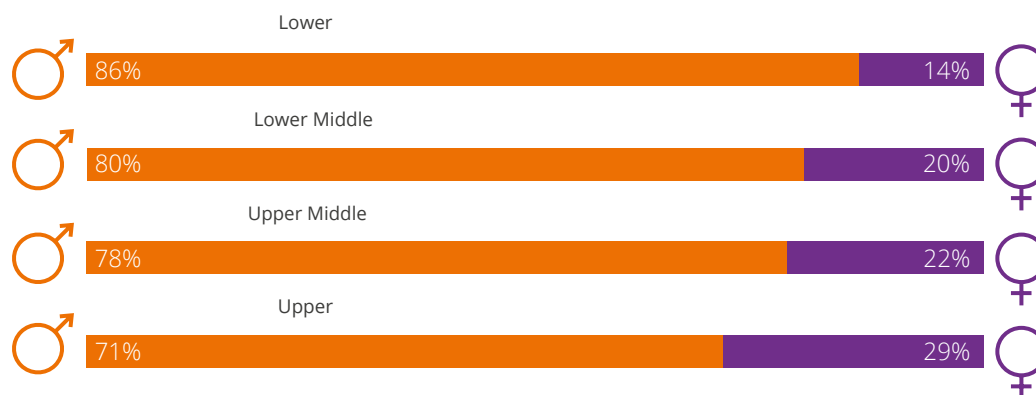 Lower
86% 14%
Lower Middle
80% 20%
Upper Middle
78% 22%
Upper
71% 29%